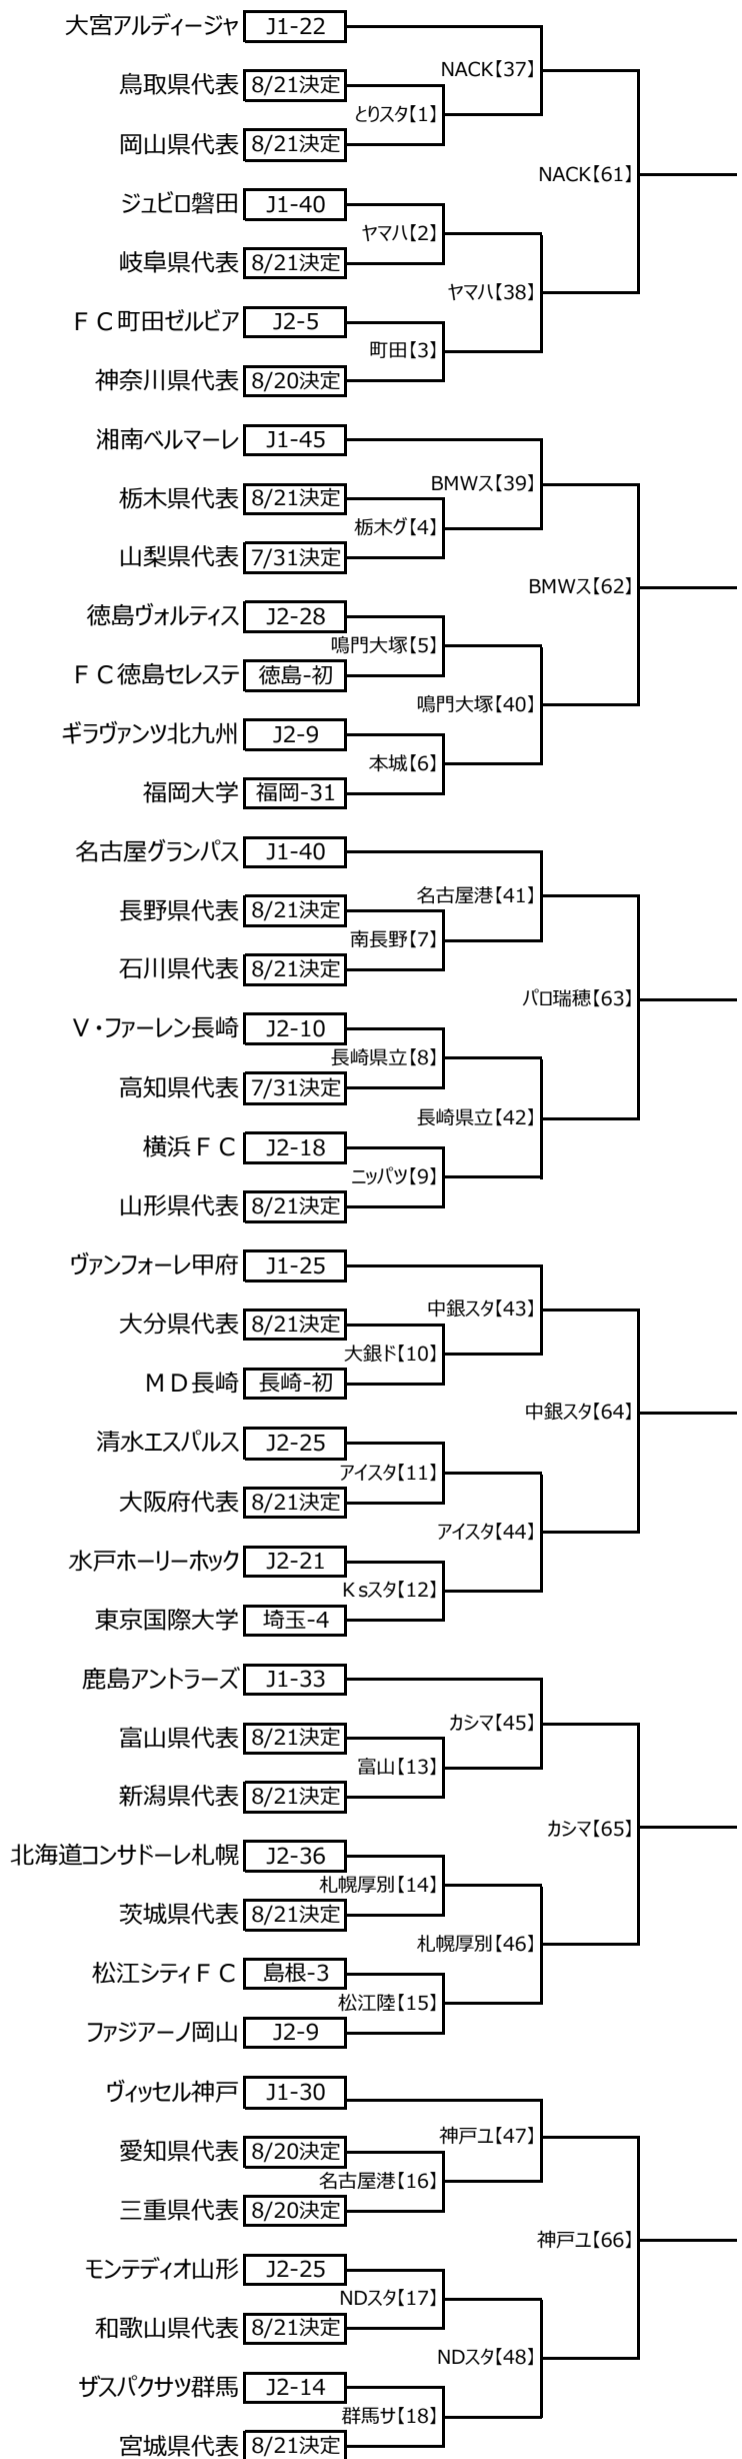 大宮アルディージャ J1-22
NACK【37】
鳥取県代表 8/21決定
とりスタ【1】
岡山県代表 8/21決定
NACK【61】
ジュビロ磐田 J1-40
ヤマハ【2】
岐阜県代表 8/21決定
ヤマハ【38】
ＦＣ町田ゼルビア J2-5
町田【3】
神奈川県代表 8/20決定
湘南ベルマーレ J1-45
BMWス【39】
栃木県代表 8/21決定
栃木グ【4】
山梨県代表 7/31決定
BMWス【62】
徳島ヴォルティス J2-28
鳴門大塚【5】
ＦＣ徳島セレステ 徳島-初
鳴門大塚【40】
ギラヴァンツ北九州 J2-9
本城【6】
福岡大学 福岡-31
名古屋グランパス J1-40
名古屋港【41】
長野県代表 8/21決定
南長野【7】
石川県代表 8/21決定
パロ瑞穂【63】
Ｖ・ファーレン長崎 J2-10
長崎県立【8】
高知県代表 7/31決定
長崎県立【42】
横浜ＦＣ J2-18
ニッパツ【9】
山形県代表 8/21決定
ヴァンフォーレ甲府 J1-25
中銀スタ【43】
大分県代表 8/21決定
大銀ド【10】
ＭＤ長崎 長崎-初
中銀スタ【64】
清水エスパルス J2-25
アイスタ【11】
大阪府代表 8/21決定
アイスタ【44】
水戸ホーリーホック J2-21
Ｋsスタ【12】
東京国際大学 埼玉-4
鹿島アントラーズ J1-33
カシマ【45】
富山県代表 8/21決定
富山【13】
新潟県代表 8/21決定
カシマ【65】
北海道コンサドーレ札幌 J2-36
札幌厚別【14】
茨城県代表 8/21決定
札幌厚別【46】
松江シティＦＣ 島根-3
松江陸【15】
ファジアーノ岡山 J2-9
ヴィッセル神戸 J1-30
神戸ユ【47】
愛知県代表 8/20決定
名古屋港【16】
三重県代表 8/20決定
神戸ユ【66】
モンテディオ山形 J2-25
NDスタ【17】
和歌山県代表 8/21決定
NDスタ【48】
ザスパクサツ群馬 J2-14
群馬サ【18】
宮城県代表 8/21決定